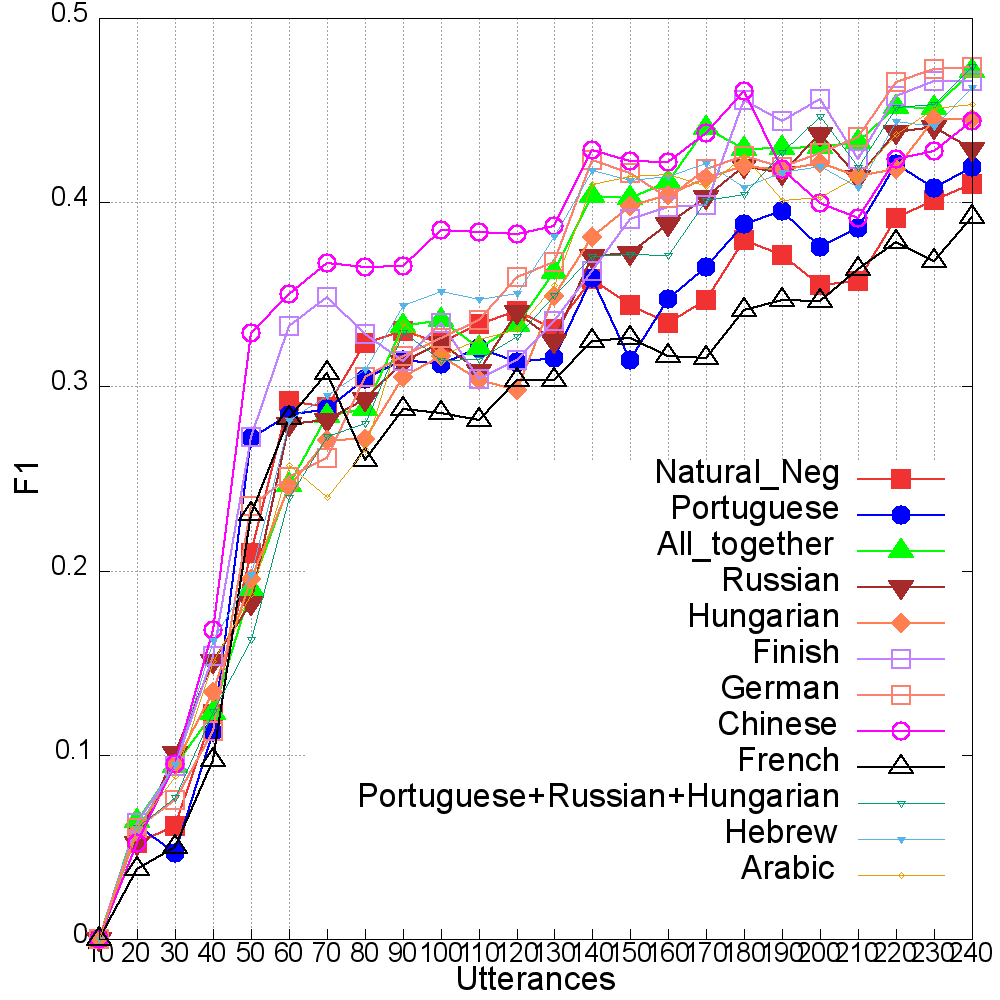 0.5
0.4
0.3
0.2
0.1
0
F1
Natural_Neg
Portuguese
All_together
Russian
Hungarian
Finish
German
Chinese
French
Portuguese+Russian+Hungarian
Hebrew
Arabic
10 20 30 40 50 60 70 80 90 100 110 120 130 140 150 160 170 180 190 200 210 220 230 240
Utterances